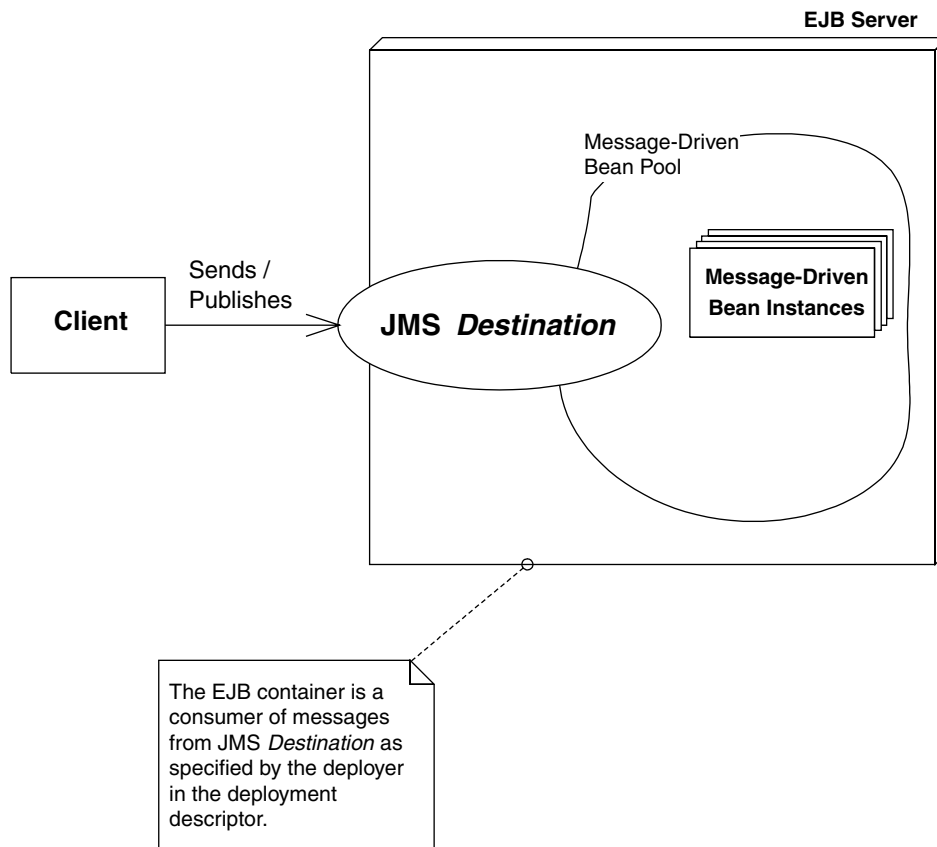 EJB Server
Message-Driven
Bean Pool
Sends /
Publishes
Client
JMS Destination
Message-Driven
Bean Instances
The EJB container is a
consumer of messages
from JMS Destination as
specified by the deployer
in the deployment
descriptor.